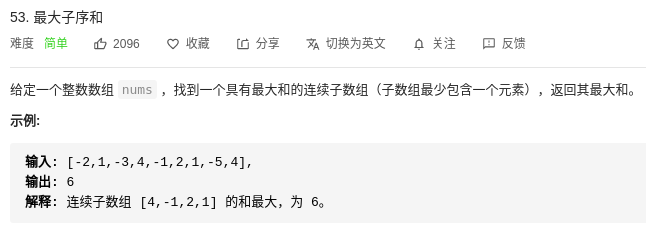 53. 最大子序和
难度 简单 2096 收藏 分享 切换为英文 关注 反馈
给定一个整数数组 nums ，找到一个具有最大和的连续子数组（子数组最少包含一个元素），返回其最大和。
示例:
输入: [-2,1,-3,4,-1,2,1,-5,4],
输出: 6
解释: 连续子数组 [4,-1,2,1] 的和最大，为 6。